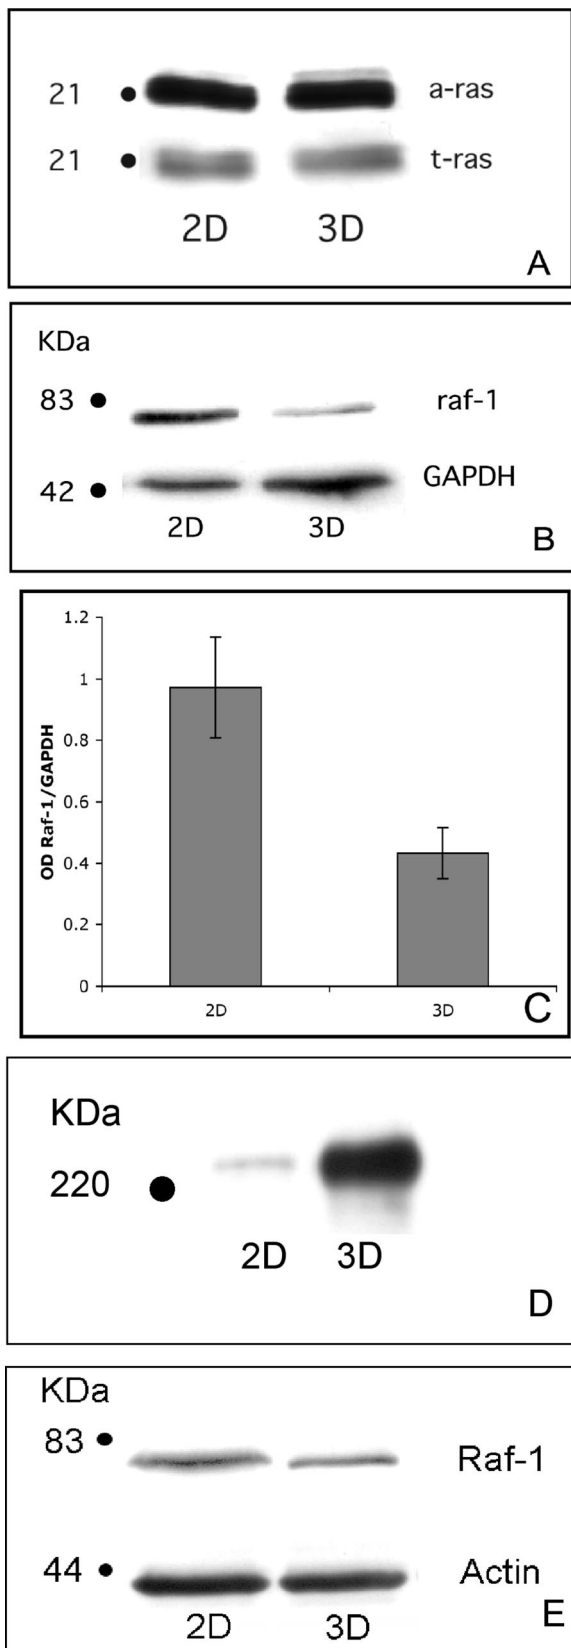 21 ● a-ras
21 ● t-ras
2D 3D
A
KDa
83 ● raf-1
42 ● GAPDH
2D 3D
B
1.2
1
0.8
0.6
0.4
0.2
0
OD Raf-1/GAPDH
2D 3D
C
KDa
220 ●
2D 3D
D
KDa
83 ● Raf-1
44 ● Actin
2D 3D
E